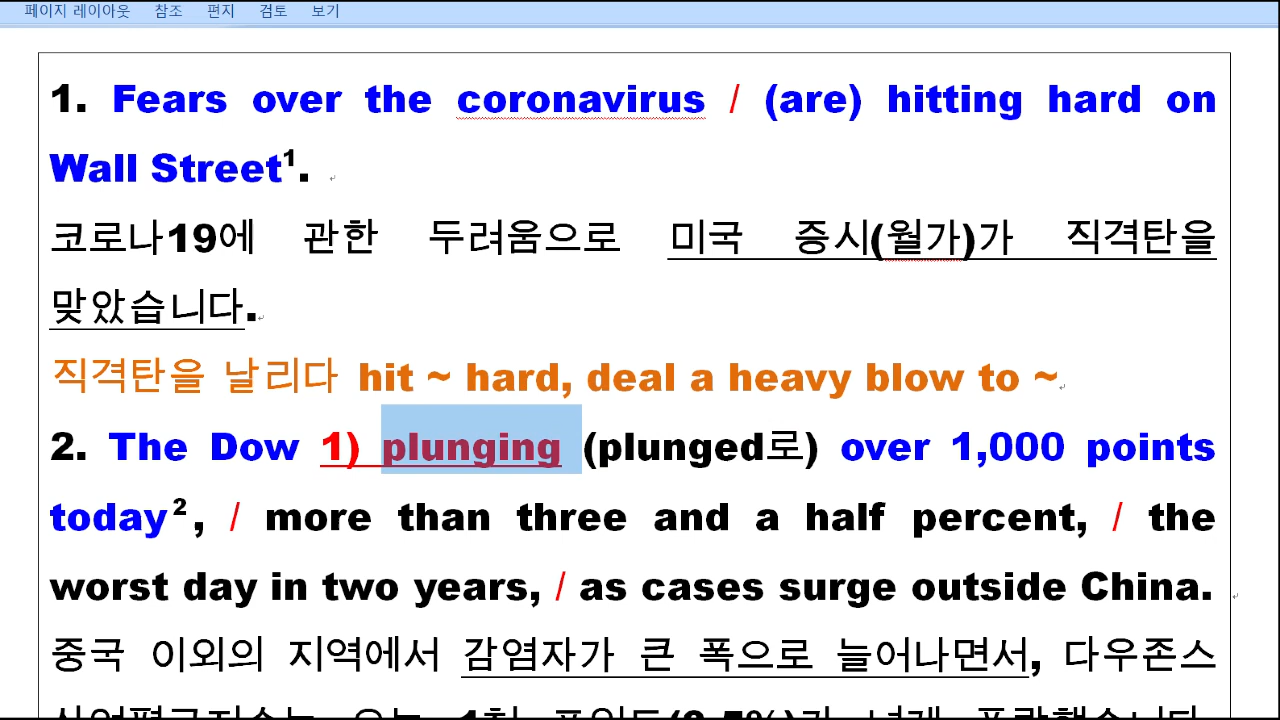 페이지 레이아웃 참조 편지 검토 보기
1. Fears over the coronavirus / (are) hitting hard on
Wall Street¹.
코로나19에 관한 두려움으로 미국 증시(월가)가 직격탄을
맞았습니다.
직격탄을 날리다 hit ~ hard, deal a heavy blow to ~
2. The Dow 1) plunging (plunged로) over 1,000 points
today², / more than three and a half percent, / the
worst day in two years, / as cases surge outside China.
중국 이외의 지역에서 감염자가 큰 폭으로 늘어나면서, 다우존스